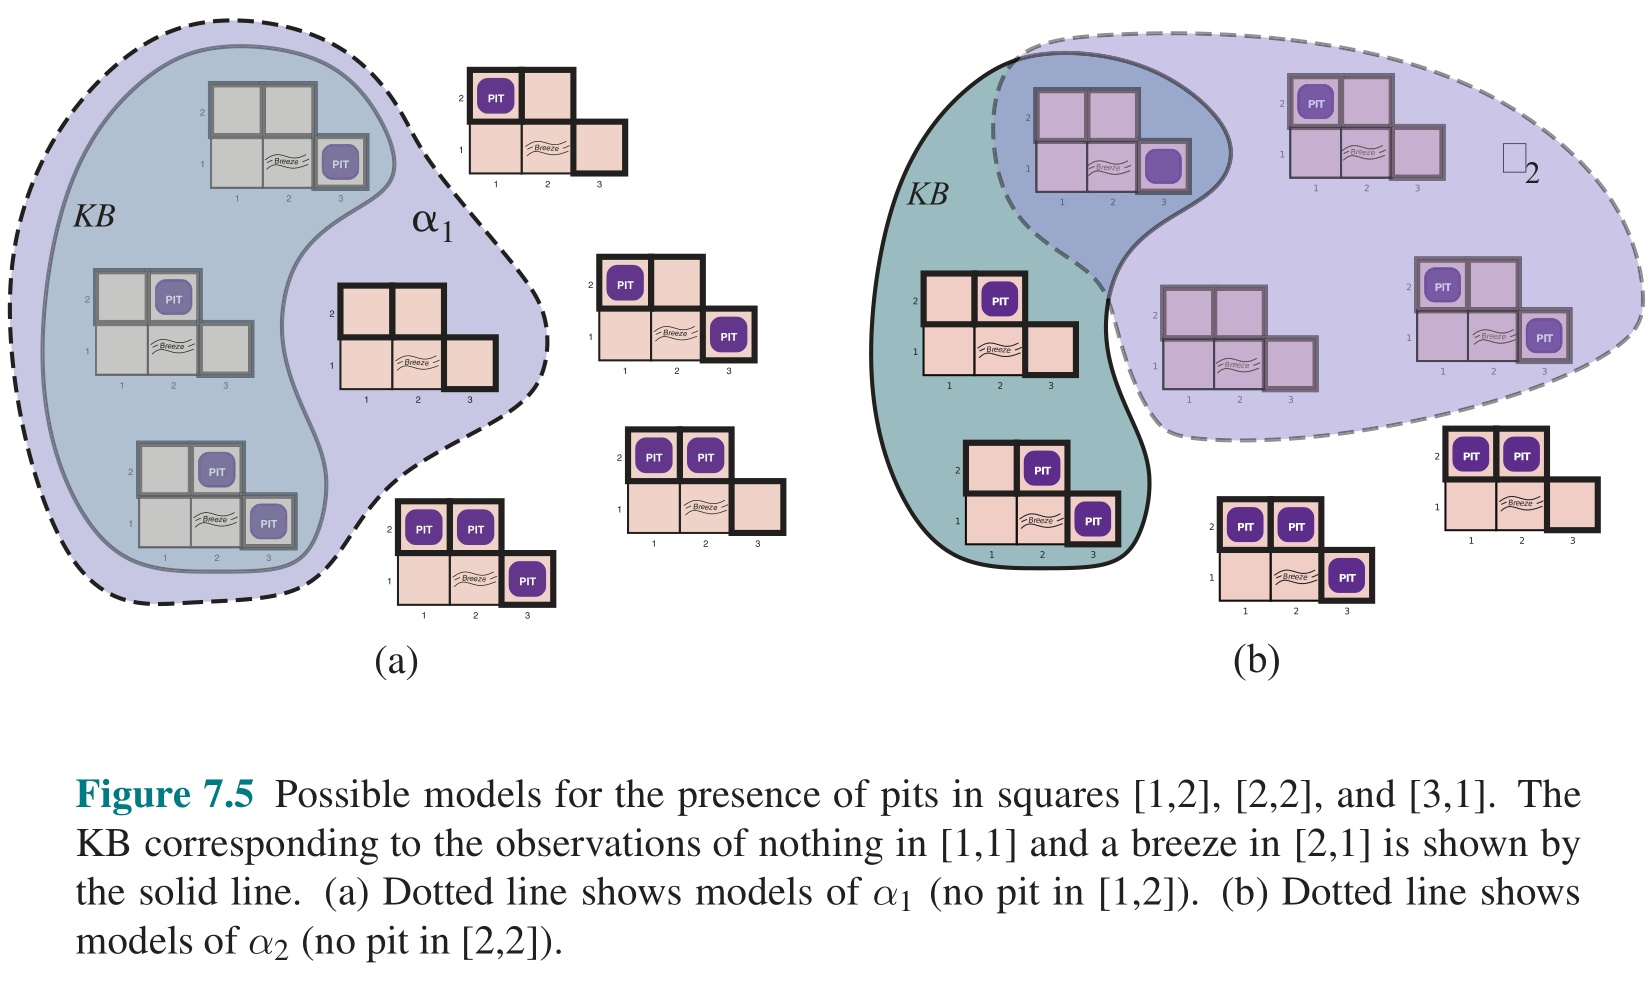 PIT
2
Breeze
PIT
1
1 2 3
KB
α1
PIT
2
Breeze
1
1 2 3
2
Breeze
1
1 2 3
PIT
2
Breeze
PIT
1
1 2 3
PIT
2
Breeze
1
1 2 3
PIT
2
Breeze
PIT
1
1 2 3
PIT PIT
2
Breeze
1
1 2 3
PIT PIT
2
Breeze
PIT
1
1 2 3
(a)
2
Breeze
1
1 2 3
KB
PIT
2
Breeze
1
1 2 3
□2
PIT
2
Breeze
1
1 2 3
2
Breeze
1
1 2 3
PIT
2
Breeze
PIT
1
1 2 3
PIT
2
Breeze
PIT
1
1 2 3
PIT PIT
2
Breeze
1
1 2 3
PIT PIT
2
Breeze
PIT
1
1 2 3
(b)
Figure 7.5 Possible models for the presence of pits in squares [1,2], [2,2], and [3,1]. The
KB corresponding to the observations of nothing in [1,1] and a breeze in [2,1] is shown by
the solid line. (a) Dotted line shows models of α1 (no pit in [1,2]). (b) Dotted line shows
models of α2 (no pit in [2,2]).